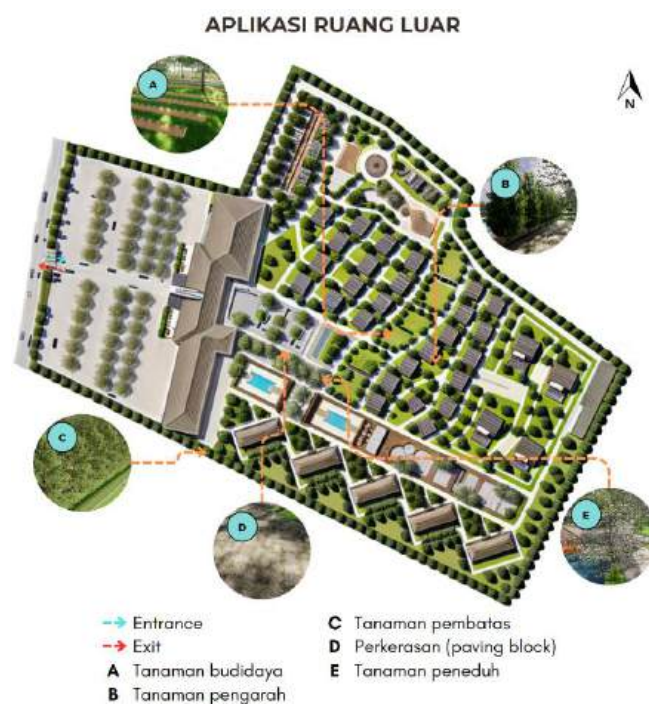 APLIKASI RUANG LUAR
N
A
B
C
D
E
Entrance
Exit
A Tanaman budidaya
B Tanaman pengarah
C Tanaman pembatas
D Perkerasan (paving block)
E Tanaman peneduh